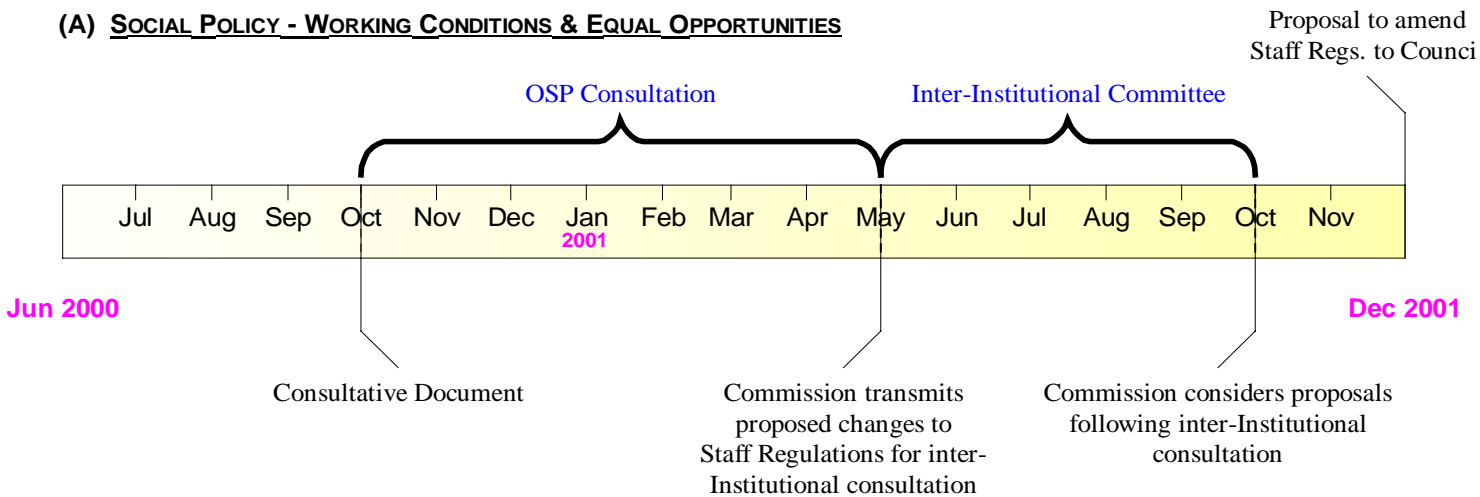 (A) SOCIAL POLICY - WORKING CONDITIONS & EQUAL OPPORTUNITIES
Proposal to amend
Staff Regs. to Counci
OSP Consultation
Inter-Institutional Committee
Jul Aug Sep Oct Nov Dec Jan Feb Mar Apr May Jun Jul Aug Sep Oct Nov
2001
Jun 2000
Dec 2001
Consultative Document
Commission transmits
proposed changes to
Staff Regulations for inter-
Institutional consultation
Commission considers proposals
following inter-Institutional
consultation